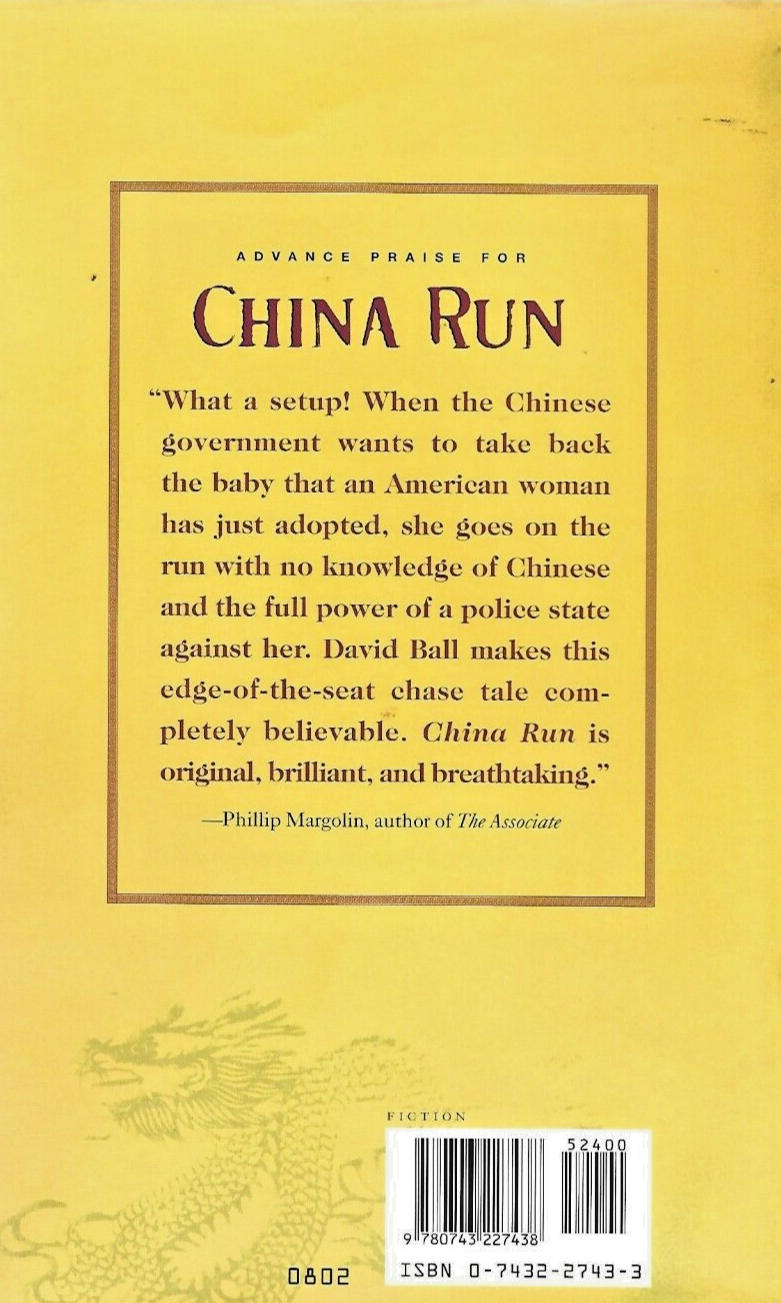 ADVANCE PRAISE FOR
CHINA RUN
“What a setup! When the Chinese
government wants to take back
the baby that an American woman
has just adopted, she goes on the
run with no knowledge of Chinese
and the full power of a police state
against her. David Ball makes this
edge-of-the-seat chase tale com-
pletely believable. China Run is
original, brilliant, and breathtaking.”
—Phillip Margolin, author of The Associate
FICTION
52400
9 780743 227438
ISBN 0-7432-2743-3
0802